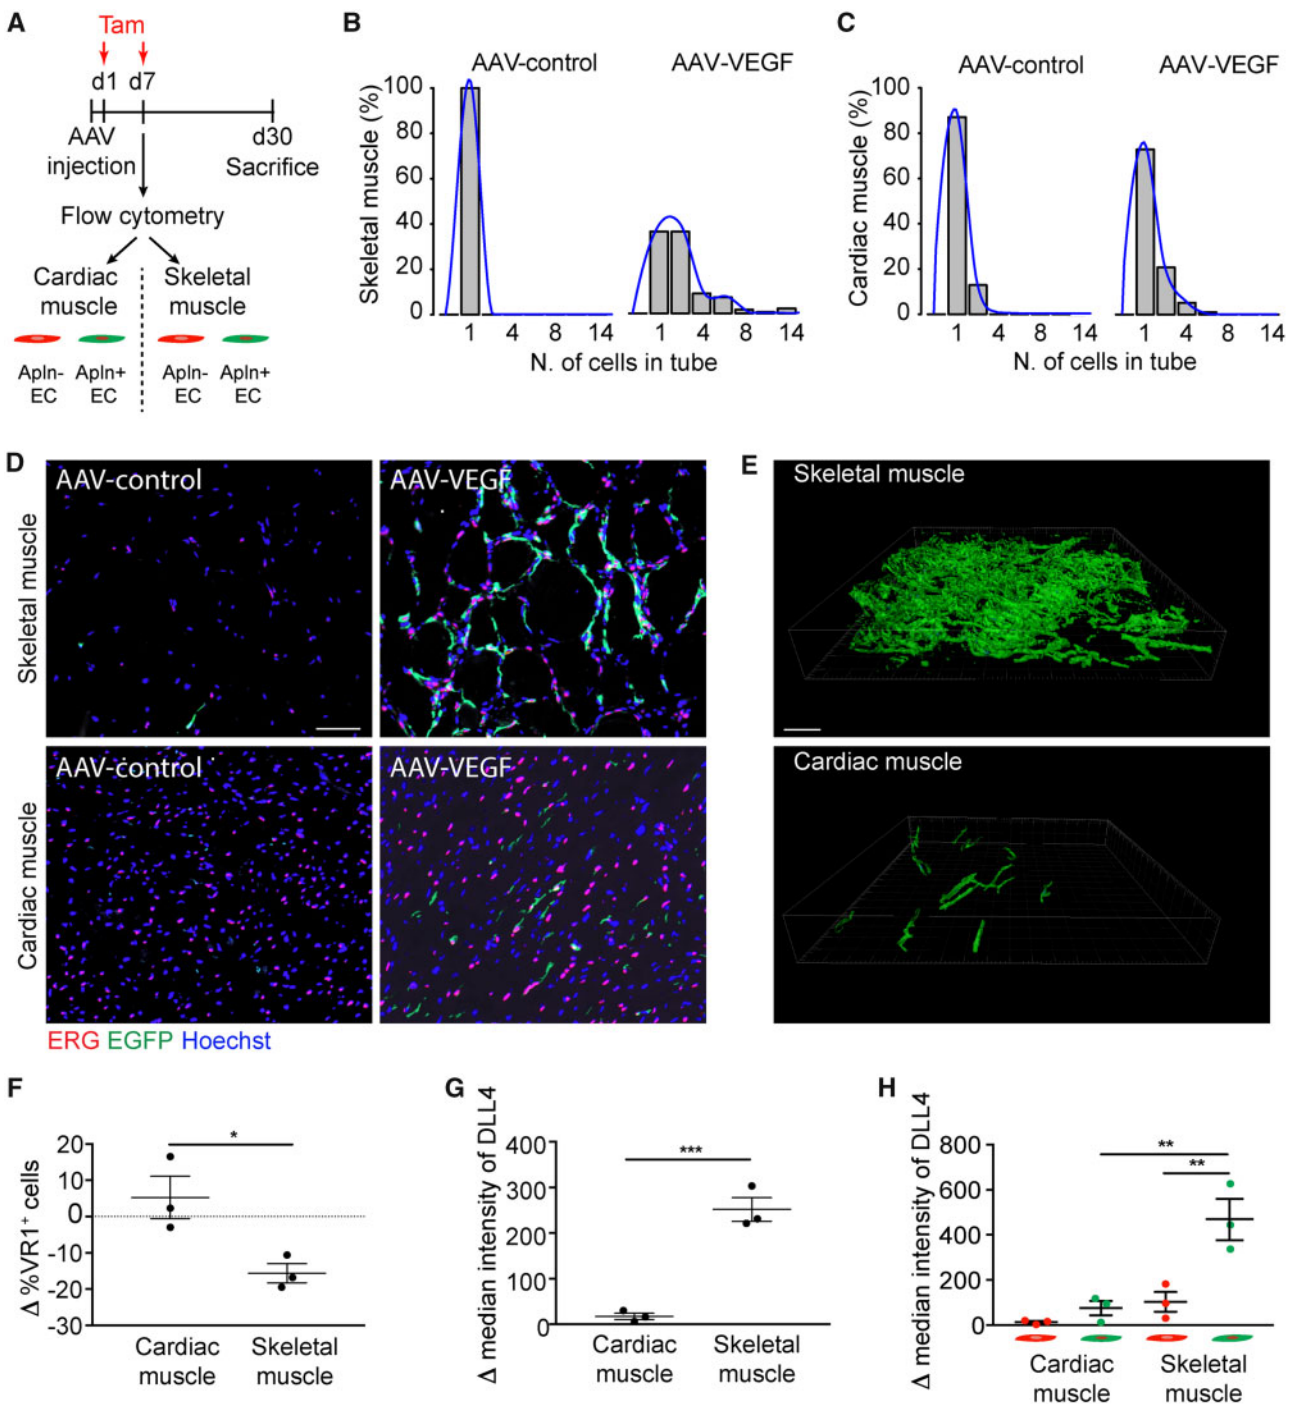 A
Tam
d1 d7
AAV
injection
d30
Sacrifice
Flow cytometry
Cardiac
muscle
Skeletal
muscle
Apln-
EC
Apln+
EC
Apln-
EC
Apln+
EC
B
AAV-control
AAV-VEGF
Skeletal muscle (%)
100
80
60
40
20
0
1 4 8 14
1 4 8 14
N. of cells in tube
C
AAV-control
AAV-VEGF
Cardiac muscle (%)
100
80
60
40
20
0
1 4 8 14
1 4 8 14
N. of cells in tube
D
Skeletal muscle
AAV-control
AAV-VEGF
Cardiac muscle
AAV-control
AAV-VEGF
ERG EGFP Hoechst
E
Skeletal muscle
Cardiac muscle
F
Δ %VR1⁺ cells
20
10
0
-10
-20
-30
*
Cardiac
muscle
Skeletal
muscle
G
Δ median intensity of DLL4
400
300
200
100
0
***
Cardiac
muscle
Skeletal
muscle
H
Δ median intensity of DLL4
800
600
400
200
0
**
**
Cardiac
muscle
Skeletal
muscle